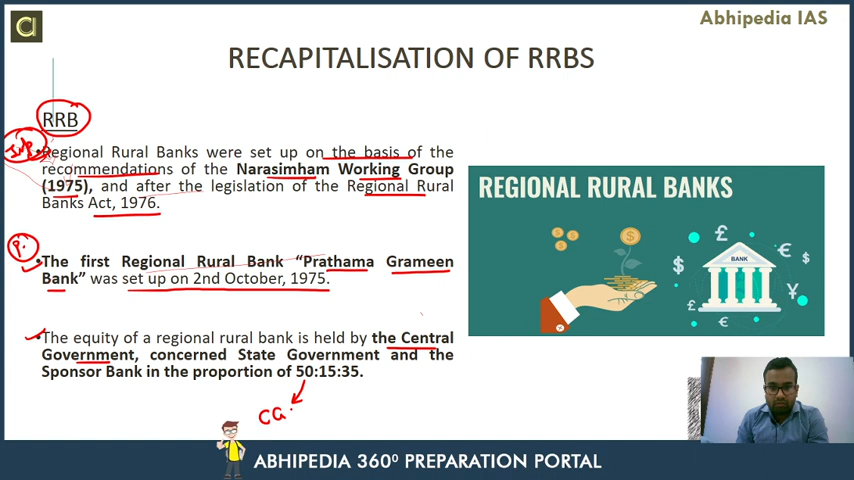 Abhipedia IAS
RECAPITALISATION OF RRBS
RRB
Imp
•Regional Rural Banks were set up on the basis of the
recommendations of the Narasimham Working Group
(1975), and after the legislation of the Regional Rural
Banks Act, 1976.
P.
•The first Regional Rural Bank “Prathama Grameen
Bank” was set up on 2nd October, 1975.
•The equity of a regional rural bank is held by the Central
Government, concerned State Government and the
Sponsor Bank in the proportion of 50:15:35.
CG
REGIONAL RURAL BANKS
BANK
ABHIPEDIA 360⁰ PREPARATION PORTAL